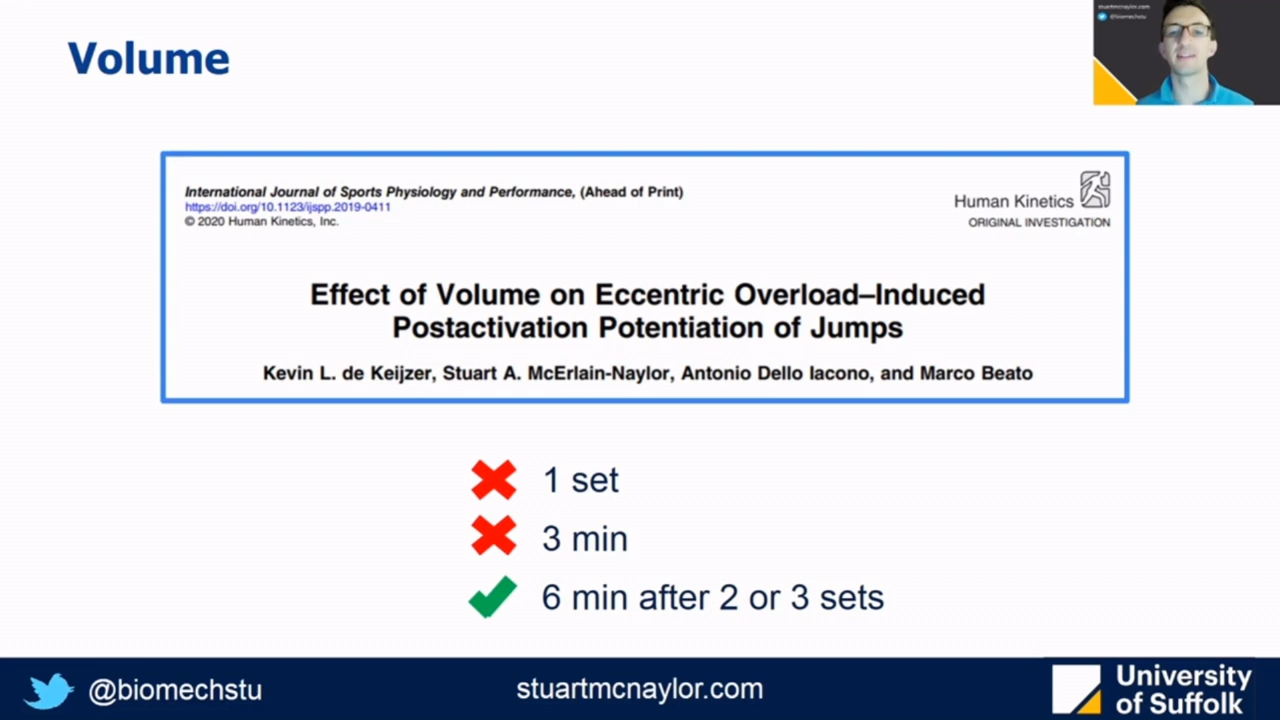 Volume
stuartmcnaylor.com
@biomechstu
International Journal of Sports Physiology and Performance, (Ahead of Print)
https://doi.org/10.1123/ijspp.2019-0411
© 2020 Human Kinetics, Inc.
Human Kinetics
ORIGINAL INVESTIGATION
Effect of Volume on Eccentric Overload–Induced
Postactivation Potentiation of Jumps
Kevin L. de Keijzer, Stuart A. McErlain-Naylor, Antonio Dello Iacono, and Marco Beato
1 set
3 min
6 min after 2 or 3 sets
@biomechstu
stuartmcnaylor.com
University
of Suffolk